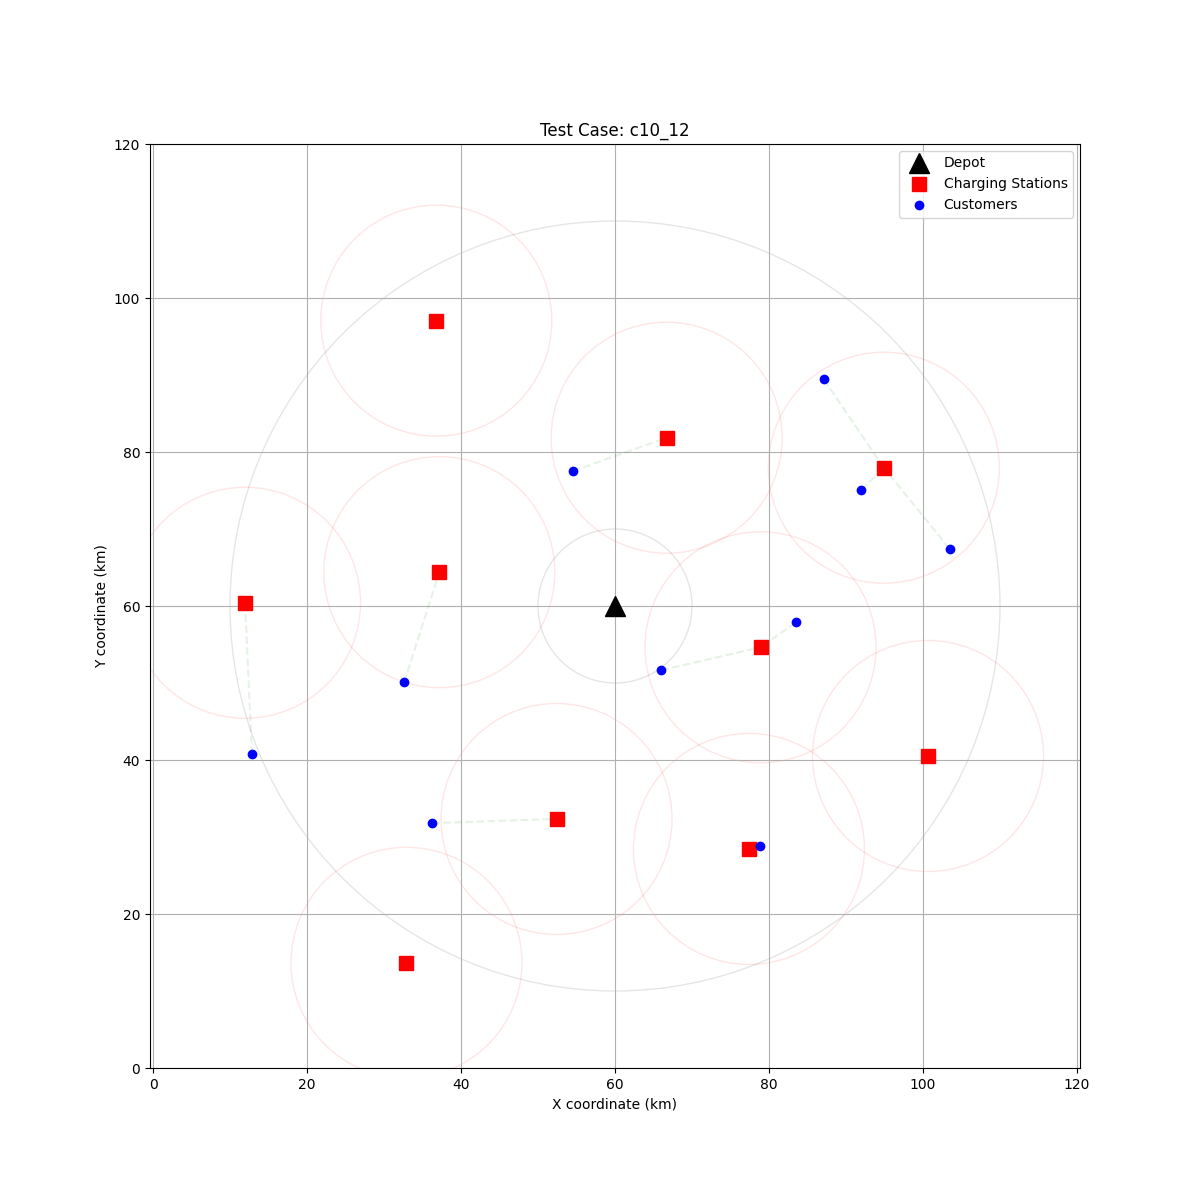 Test Case: c10_12
Depot
Charging Stations
Customers
120
100
80
60
40
20
0
Y coordinate (km)
0 20 40 60 80 100 120
X coordinate (km)